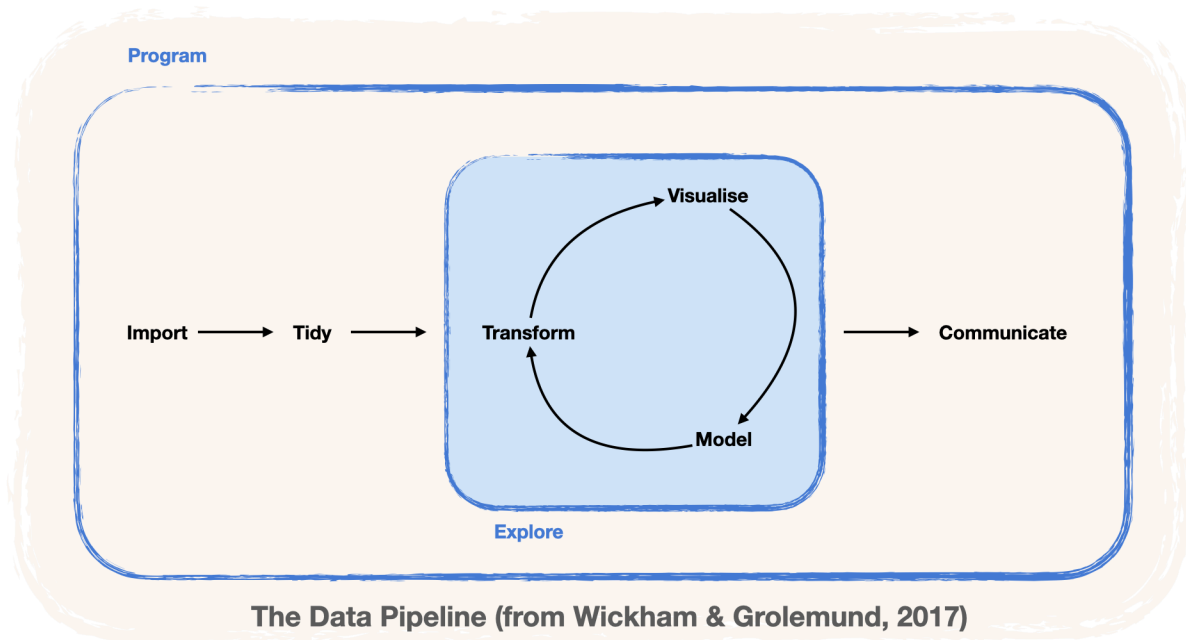 Program
Visualise
Import
Tidy
Transform
Communicate
Model
Explore
The Data Pipeline (from Wickham & Grolemund, 2017)